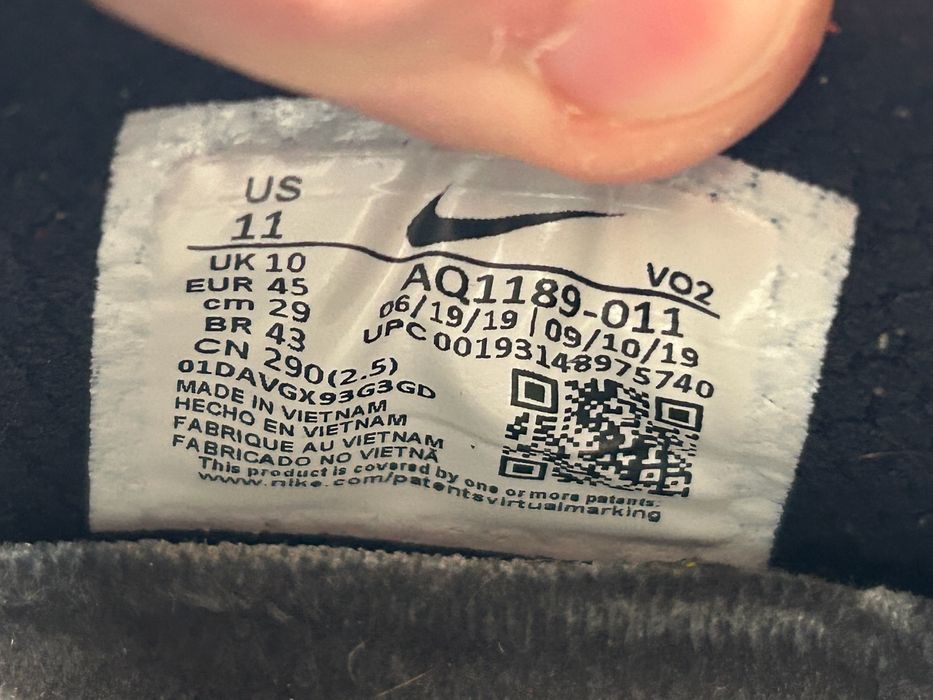 US
11
UK 10
EUR 45
cm 29
BR 43
CN 290(2.5)
VO2
AQ1189-011
06/19/19 | 09/10/19
UPC 00193148975740
01DAVGX93G3GD
MADE IN VIETNAM
HECHO EN VIETNAM
FABRIQUE AU VIETNAM
FABRICADO NO VIETNÃ
This product is covered by one or more patents:
www.nike.com/patentsvirtualmarking